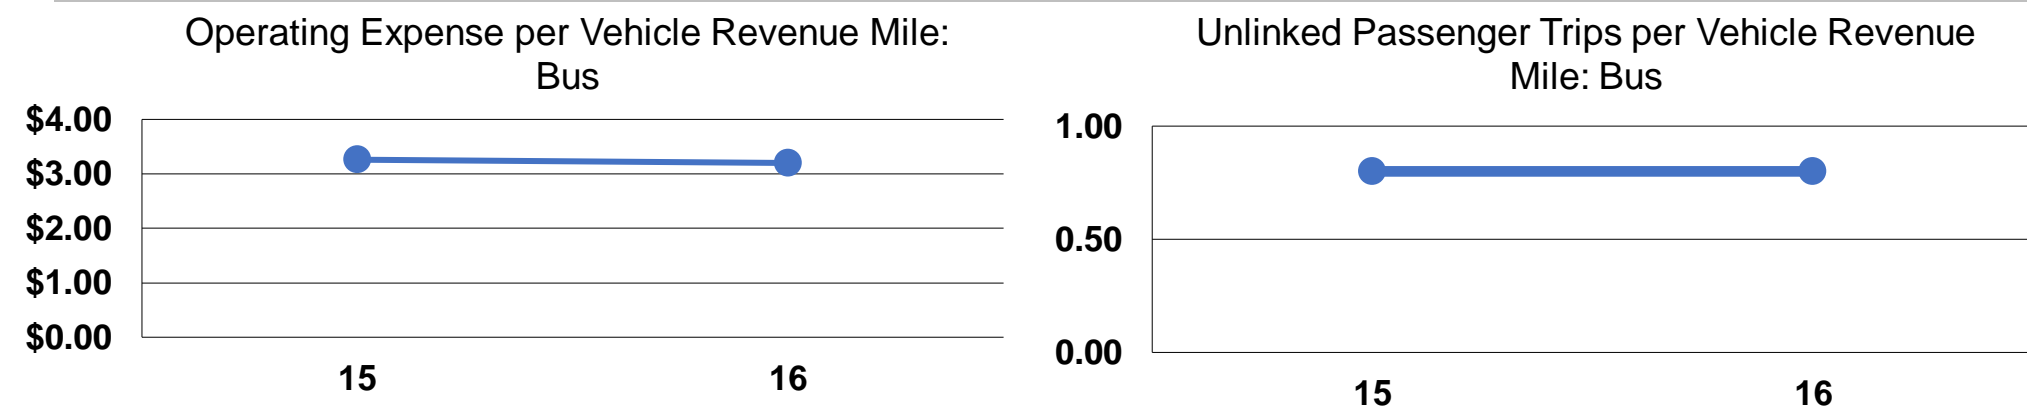 Operating Expense per Vehicle Revenue Mile:
Bus
$4.00
$3.00
$2.00
$1.00
$0.00
15 16
Unlinked Passenger Trips per Vehicle Revenue
Mile: Bus
1.00
0.50
0.00
15 16